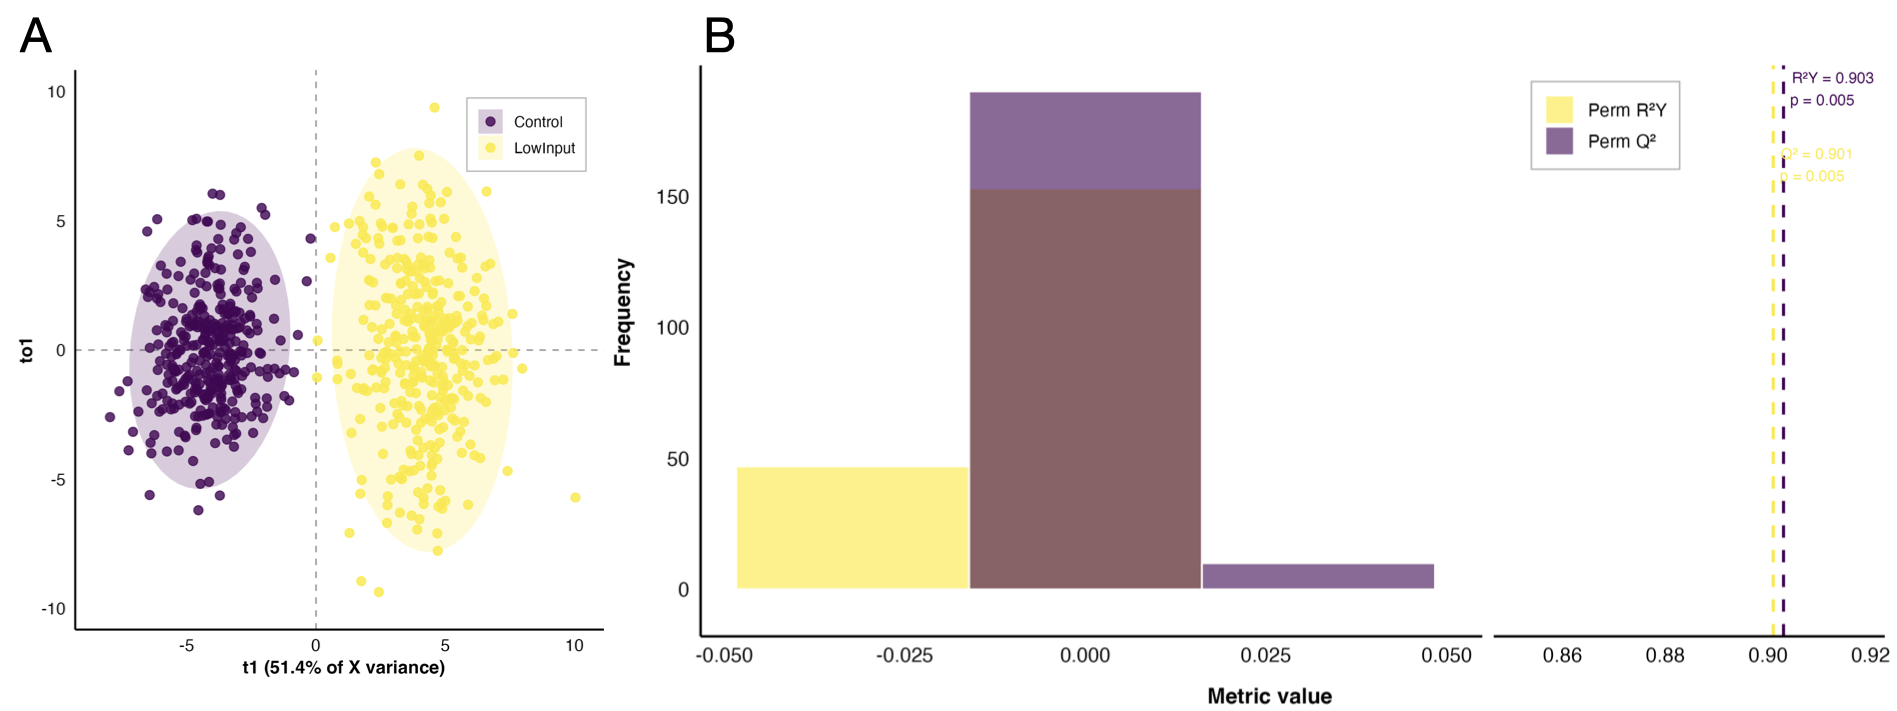 A
10
5
0
-5
-10
to1
-5
0
5
10
t1 (51.4% of X variance)
Control
LowInput
B
150
100
50
0
Frequency
-0.050
-0.025
0.000
0.025
0.050
0.86
0.88
0.90
0.92
Metric value
Perm R²Y
Perm Q²
R²Y = 0.903
p = 0.005
Q² = 0.901
p = 0.005